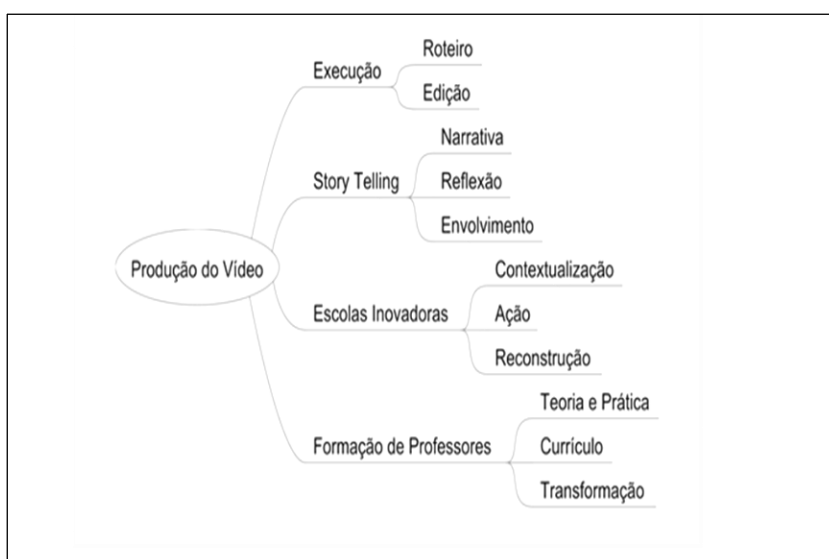 Produção do Vídeo
Execução
Roteiro
Edição
Story Telling
Narrativa
Reflexão
Envolvimento
Escolas Inovadoras
Contextualização
Ação
Reconstrução
Formação de Professores
Teoria e Prática
Currículo
Transformação